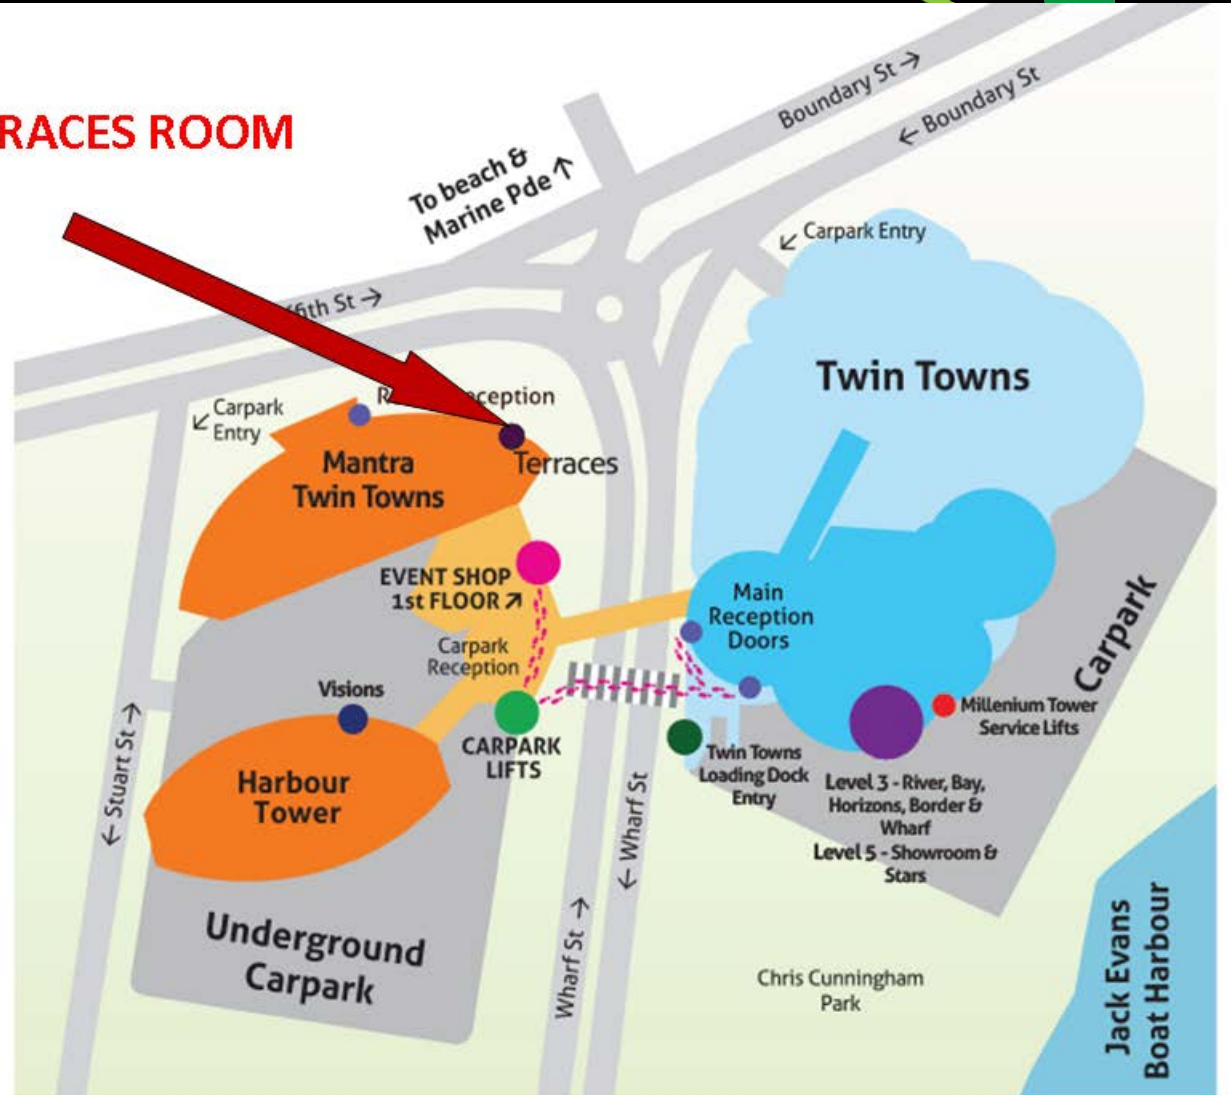 RACES ROOM
Boundary St →
← Boundary St
To beach &
Marine Pde ↑
↙ Carpark Entry
ffith St →
Twin Towns
R
eception
Carpark
↙ Entry
Mantra
Twin Towns
Terraces
EVENT SHOP
1st FLOOR ↗
Main
Reception
Doors
Carpark
Reception
Carpark
Visions
Millenium Tower
Service Lifts
CARPARK
LIFTS
Twin Towns
Loading Dock
Entry
← Stuart St →
Harbour
Tower
Level 3 - River, Bay,
Horizons, Border &
Wharf
Level 5 - Showroom &
Stars
← Wharf St
Wharf St →
Underground
Carpark
Chris Cunningham
Park
Jack Evans
Boat Harbour